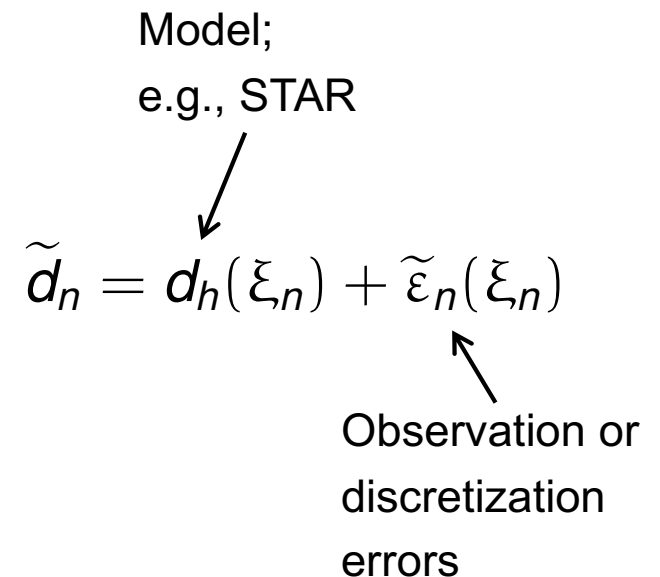 Model;
e.g., STAR
d̃ₙ = dₕ(ξₙ) + ε̃ₙ(ξₙ)
Observation or
discretization
errors